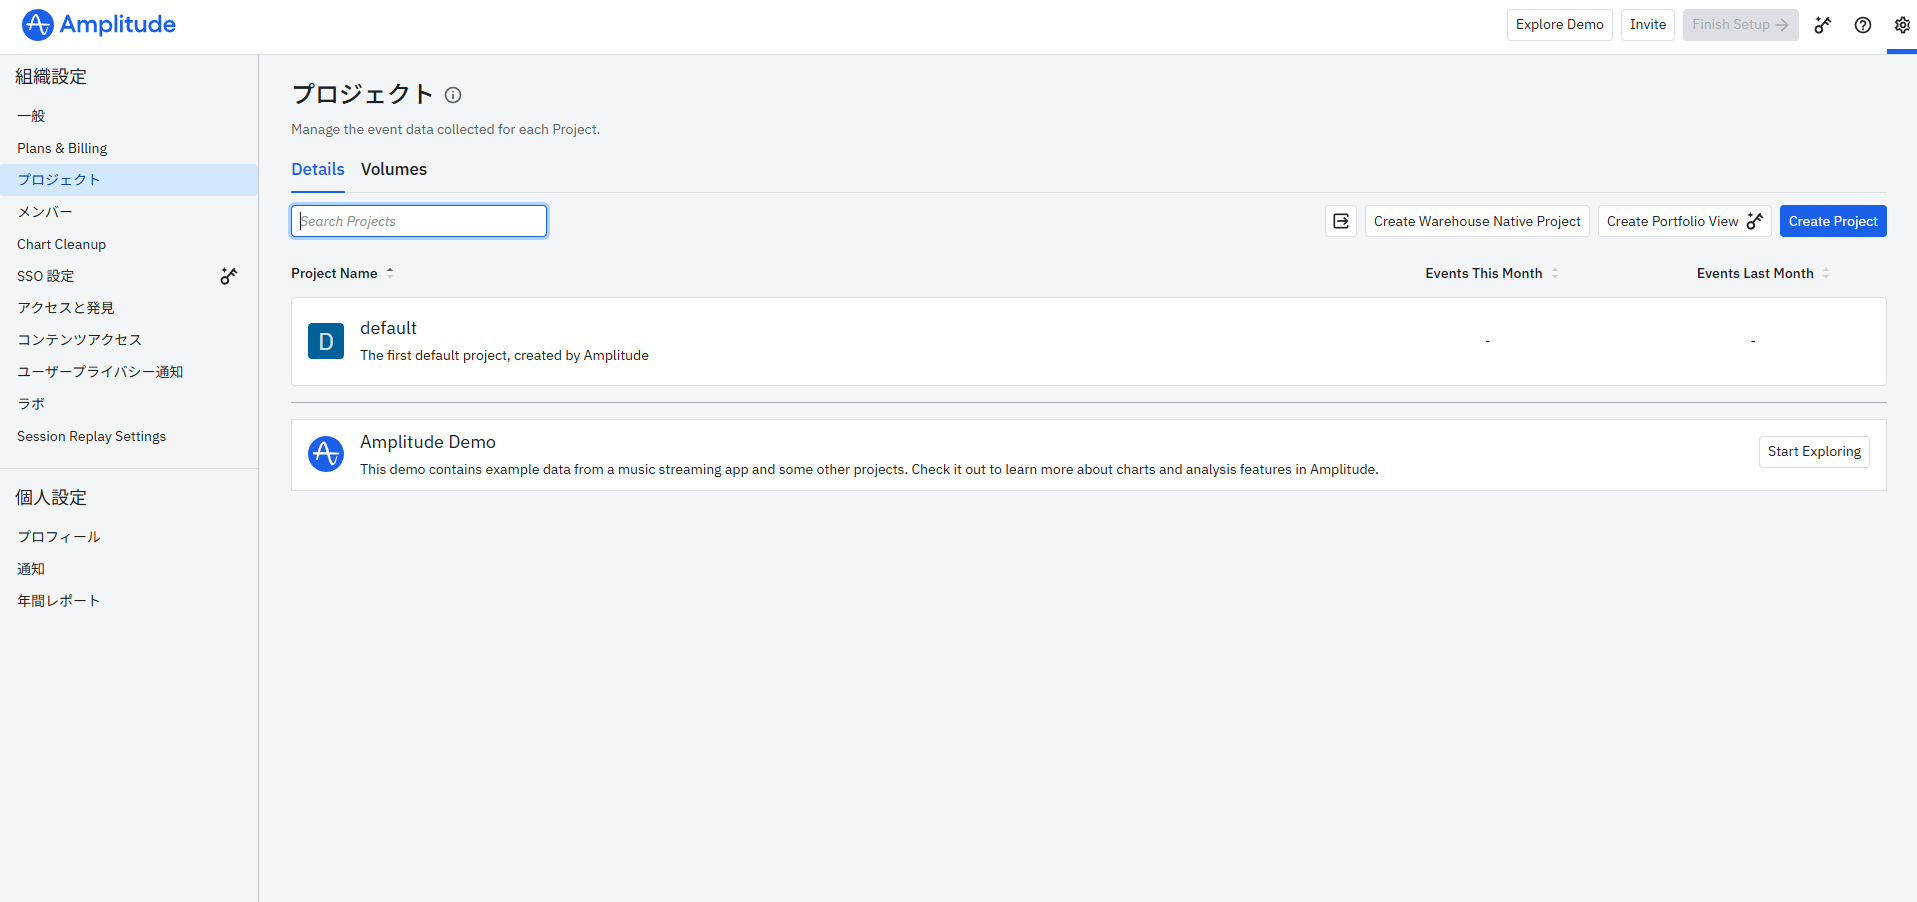 Amplitude
Explore Demo
Invite
Finish Setup
組織設定
一般
Plans & Billing
プロジェクト
メンバー
Chart Cleanup
SSO 設定
アクセスと発見
コンテンツアクセス
ユーザープライバシー通知
ラボ
Session Replay Settings
個人設定
プロフィール
通知
年間レポート
プロジェクト
Manage the event data collected for each Project.
Details Volumes
Search Projects
Create Warehouse Native Project
Create Portfolio View
Create Project
Project Name Events This Month Events Last Month
D
default
The first default project, created by Amplitude
- -
Amplitude Demo
This demo contains example data from a music streaming app and some other projects. Check it out to learn more about charts and analysis features in Amplitude.
Start Exploring